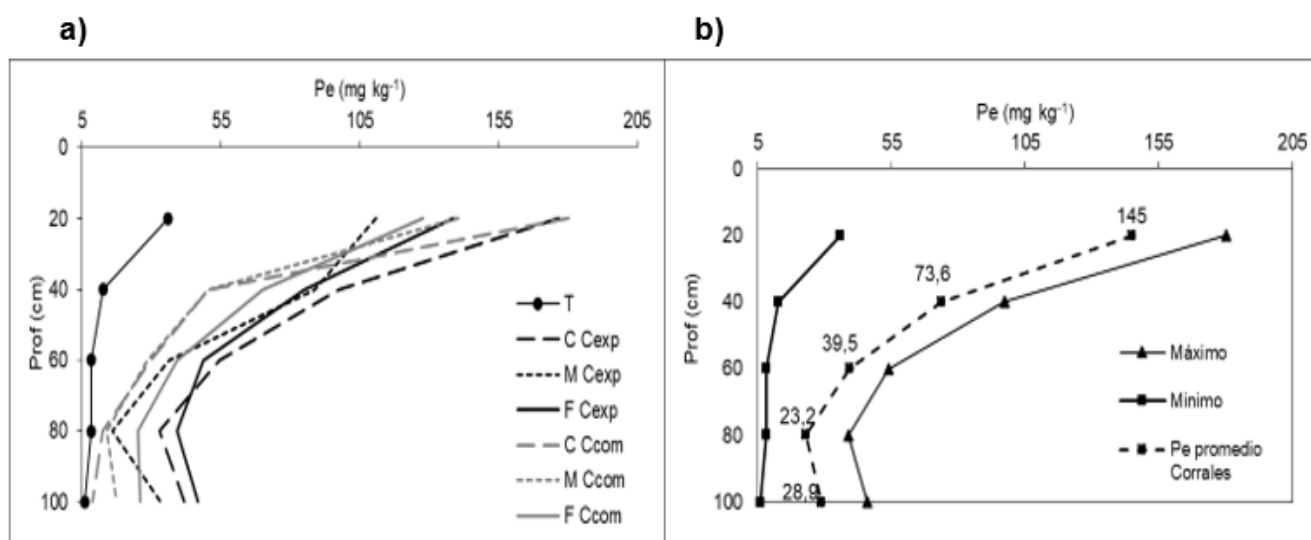 a)
Pe (mg kg⁻¹)
5 55 105 155 205
0
20
40
60
80
100
Prof (cm)
T
C Cexp
M Cexp
F Cexp
C Ccom
M Ccom
F Ccom
b)
Pe (mg kg⁻¹)
5 55 105 155 205
0
20
40
60
80
100
Prof (cm)
145
73,6
39,5
23,2
28,9
Máximo
Mínimo
Pe promedio
Corrales